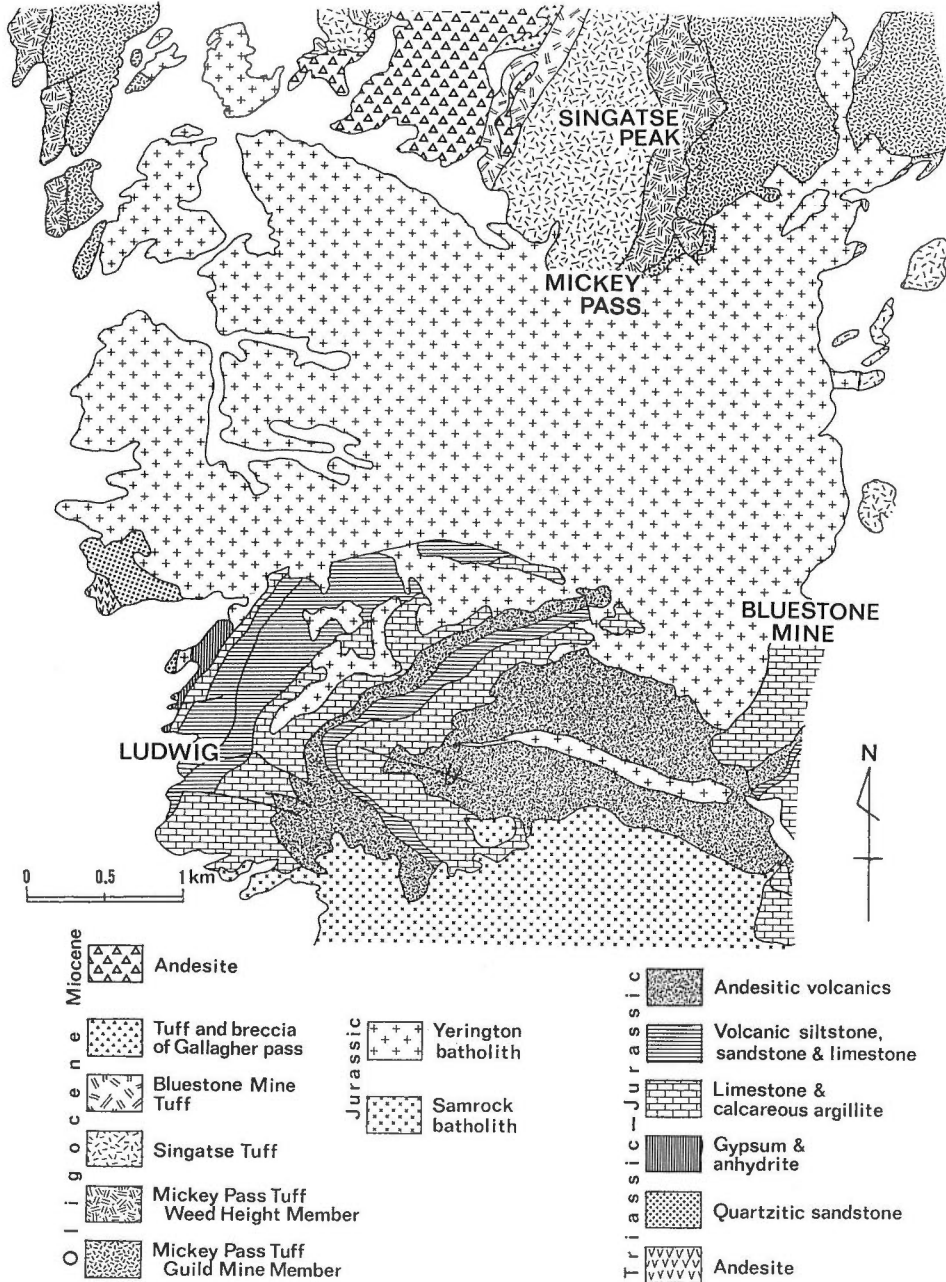 SINGATSE
PEAK
MICKEY
PASS
BLUESTONE
MINE
LUDWIG
N
0 0.5 1 km
Miocene
Andesite
Oligocene
Tuff and breccia
of Gallagher pass
Bluestone Mine
Tuff
Singatse Tuff
Mickey Pass Tuff
Weed Height Member
Mickey Pass Tuff
Guild Mine Member
Jurassic
Yerington
batholith
Samrock
batholith
Triassic–Jurassic
Andesitic volcanics
Volcanic siltstone,
sandstone & limestone
Limestone &
calcareous argillite
Gypsum &
anhydrite
Quartzitic sandstone
Andesite